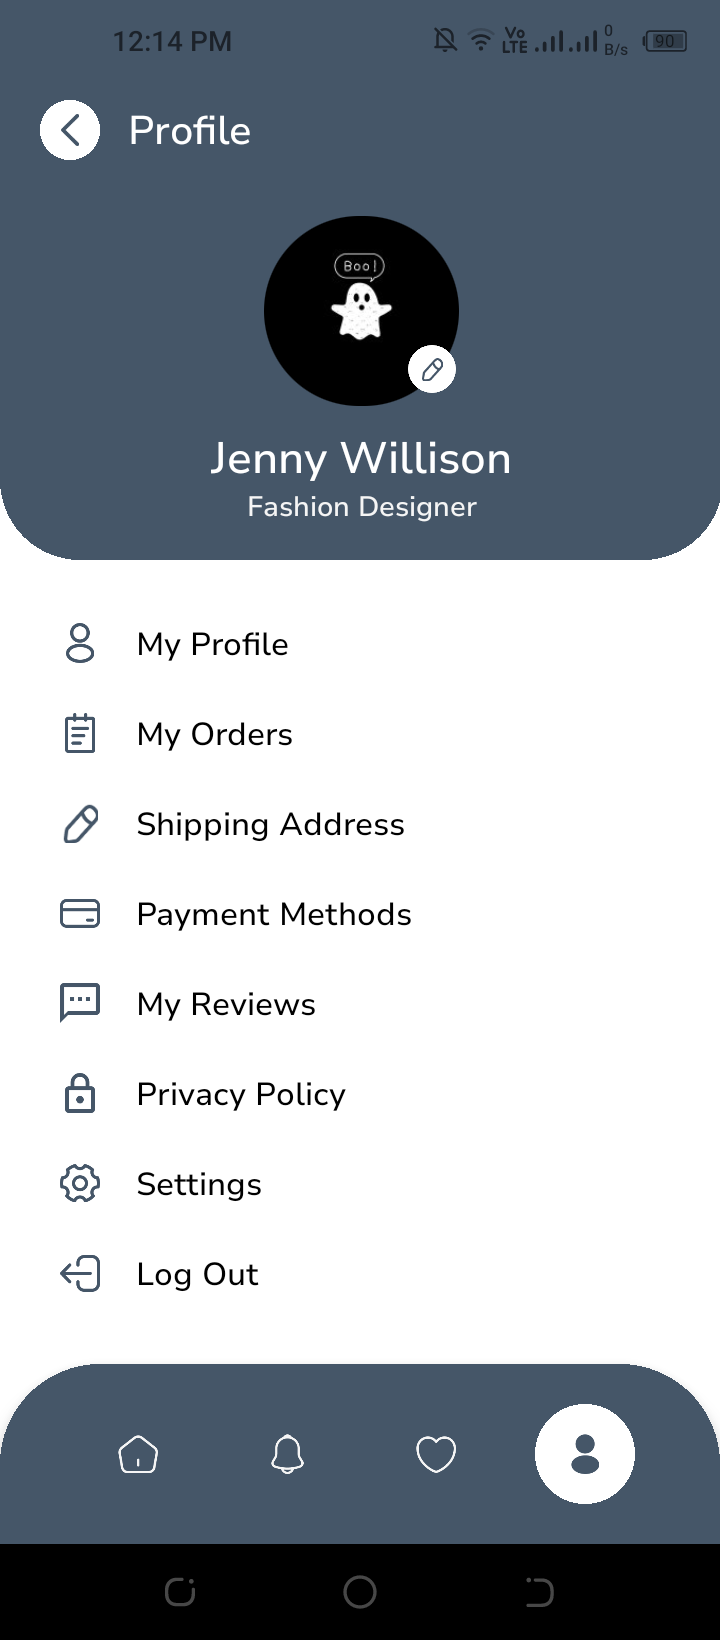 12:14 PM Vo LTE 0 B/s 90
Profile
Boo!
Jenny Willison
Fashion Designer
My Profile
My Orders
Shipping Address
Payment Methods
My Reviews
Privacy Policy
Settings
Log Out